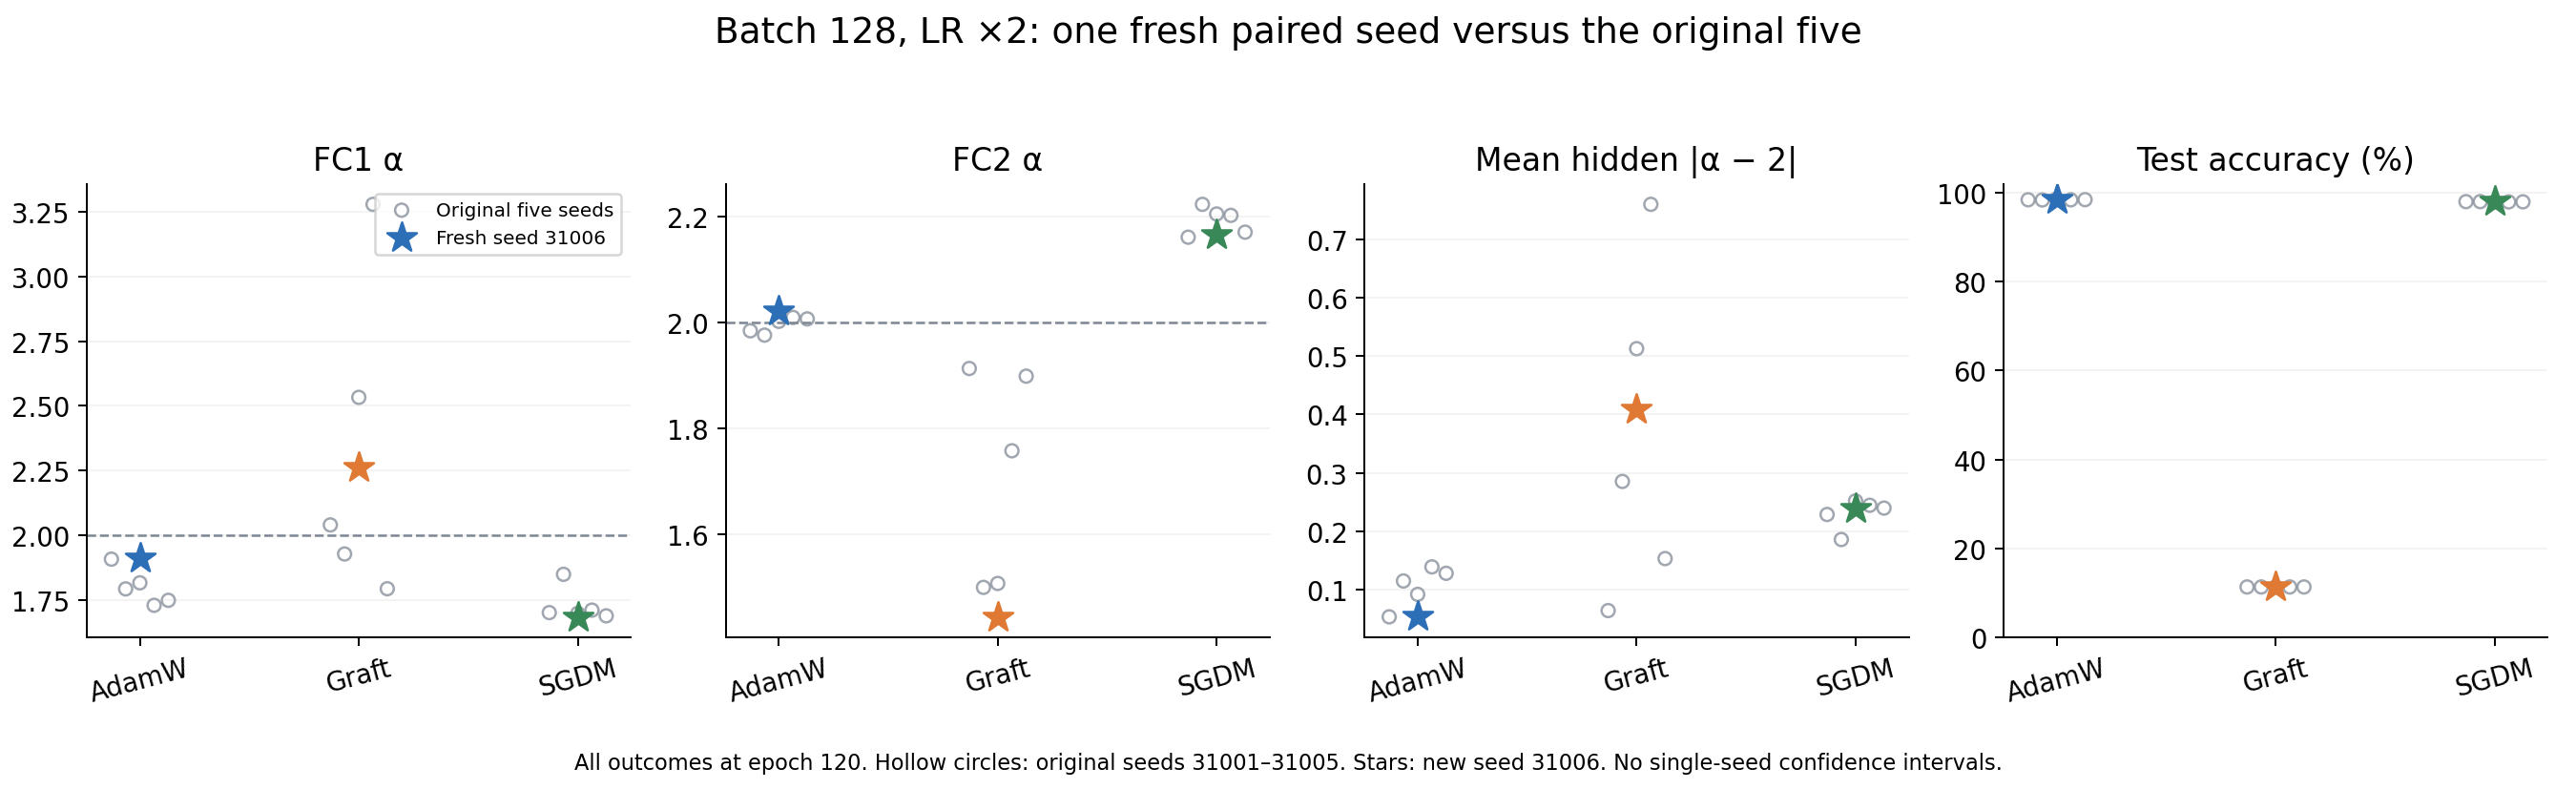 Batch 128, LR ×2: one fresh paired seed versus the original five
FC1 α
3.25
3.00
2.75
2.50
2.25
2.00
1.75
Original five seeds
Fresh seed 31006
AdamW
Graft
SGDM
FC2 α
2.2
2.0
1.8
1.6
AdamW
Graft
SGDM
Mean hidden |α − 2|
0.7
0.6
0.5
0.4
0.3
0.2
0.1
AdamW
Graft
SGDM
Test accuracy (%)
100
80
60
40
20
0
AdamW
Graft
SGDM
All outcomes at epoch 120. Hollow circles: original seeds 31001–31005. Stars: new seed 31006. No single-seed confidence intervals.